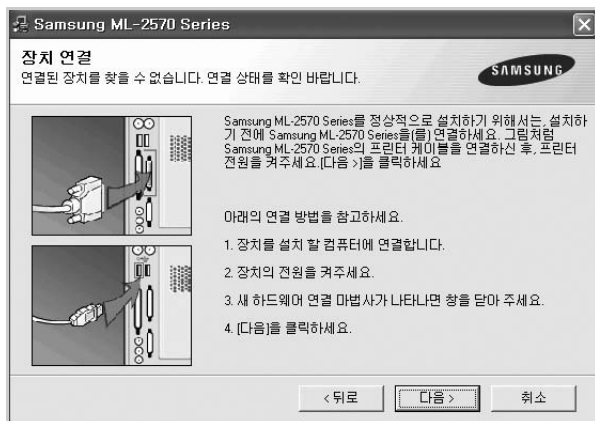 Samsung ML-2570 Series
장치 연결
연결된 장치를 찾을 수 없습니다. 연결 상태를 확인 바랍니다.
SAMSUNG
Samsung ML-2570 Series를 정상적으로 설치하기 위해서는, 설치하
기 전에 Samsung ML-2570 Series을(를) 연결하세요. 그림처럼
Samsung ML-2570 Series의 프린터 케이블을 연결하신 후, 프린터
전원을 켜주세요.[다음 >]를 클릭하세요
아래의 연결 방법을 참고하세요.
1. 장치를 설치 할 컴퓨터에 연결합니다.
2. 장치의 전원을 켜주세요.
3. 새 하드웨어 연결 마법사가 나타나면 창을 닫아 주세요.
4. [다음]을 클릭하세요.
< 뒤로
다음 >
취소